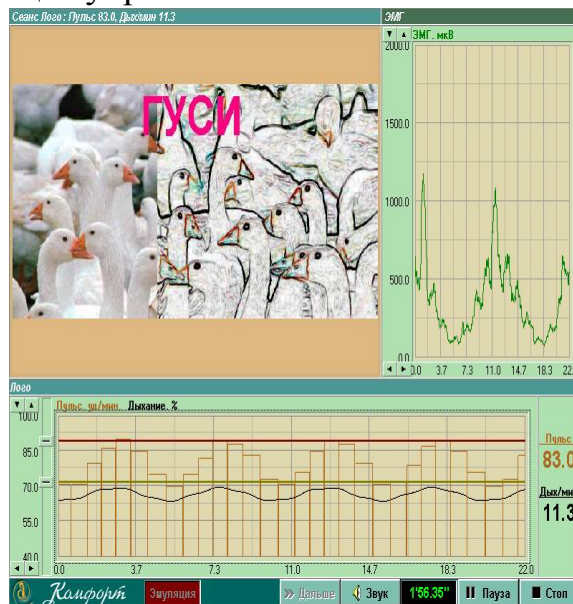 Сеанс Лого : Пульс 83.0, Дых/мин 11.3
ЭМГ
ЭМГ, мкВ
2000.0
1500.0
1000.0
500.0
0.0
0.0 3.7 7.3 11.0 14.7 18.3 22.
ГУСИ
Лого
Пульс, уд/мин. Дыхание, %
100.0
85.0
70.0
55.0
40.0
0.0 3.7 7.3 11.0 14.7 18.3 22.0
Пульс
83.0
Дых/ми
11.3
Комфорт
Эмуляция
Дальше
Звук
1'56.35"
Пауза
Стоп